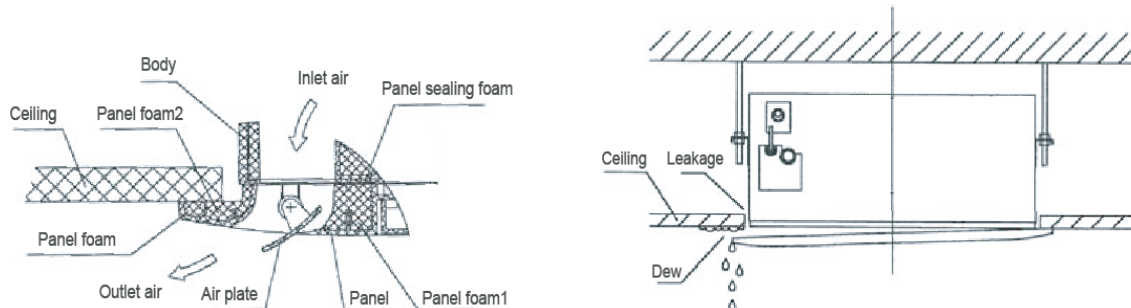 Body
Inlet air
Panel sealing foam
Ceiling
Panel foam2
Panel foam
Outlet air
Air plate
Panel
Panel foam1
Ceiling
Leakage
Dew